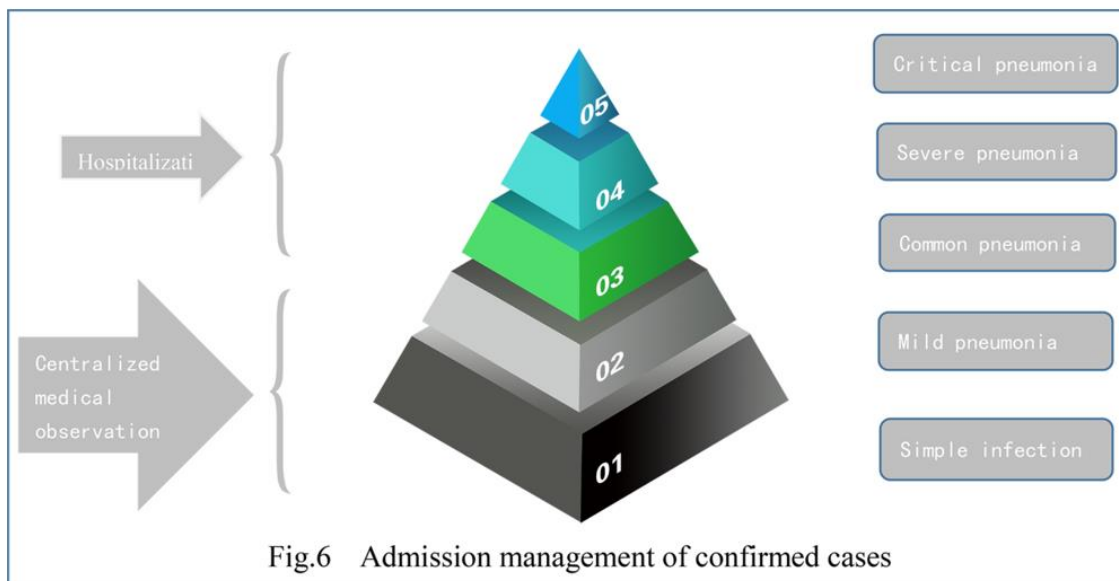 Critical pneumonia
05
Hospitalizati
Severe pneumonia
04
Common pneumonia
03
Mild pneumonia
02
Centralized
medical
observation
Simple infection
01
Fig.6 Admission management of confirmed cases